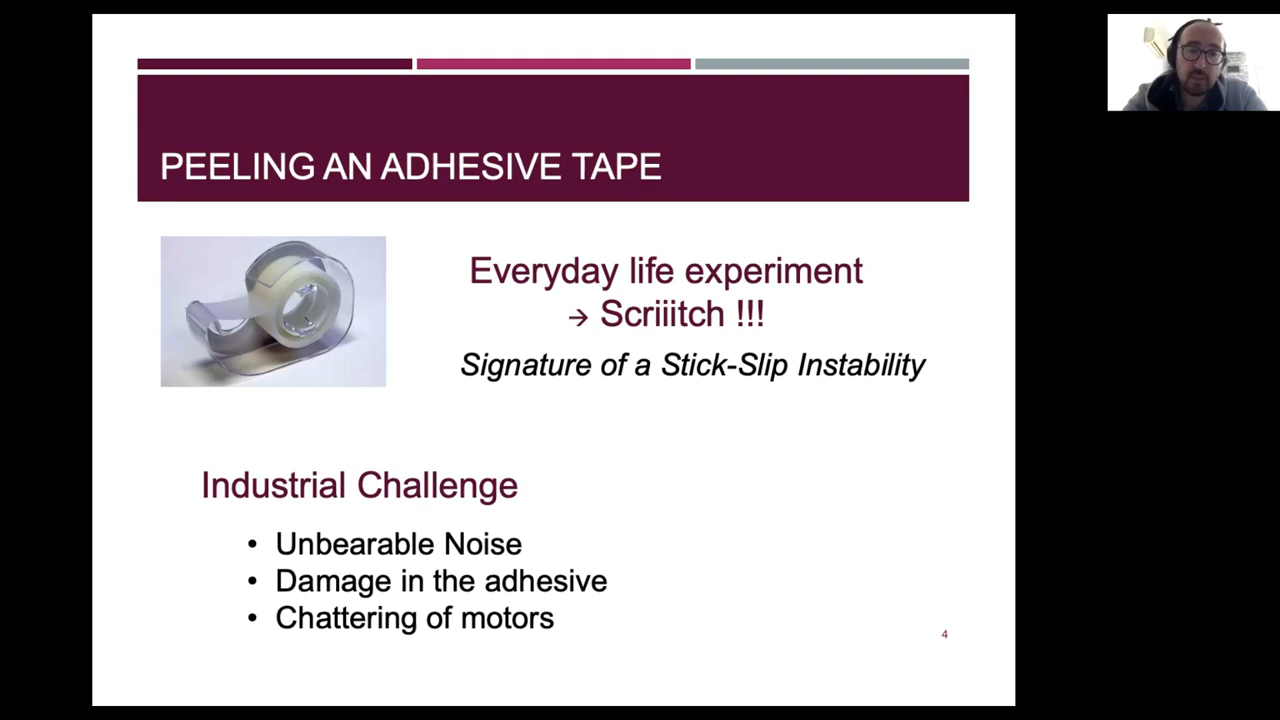 PEELING AN ADHESIVE TAPE
Everyday life experiment
→ Scriiitch !!!
Signature of a Stick-Slip Instability
Industrial Challenge
• Unbearable Noise
• Damage in the adhesive
• Chattering of motors
4